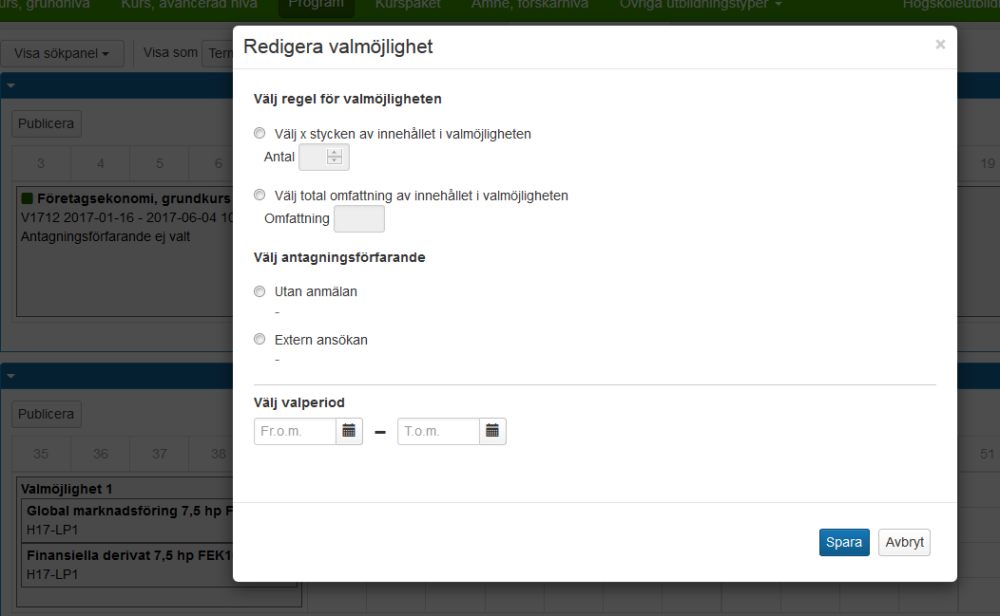 urs, grundnivå Kurs, avancerad nivå Program Kurspaket Ämne, forskarnivå Övriga utbildningstyper Högskoleutbild
Visa sökpanel Visa som Term
Redigera valmöjlighet ×
Publicera
3 4 5 6 19
Företagsekonomi, grundkurs
V1712 2017-01-16 - 2017-06-04 10
Antagningsförfarande ej valt
Välj regel för valmöjligheten
Välj x stycken av innehållet i valmöjligheten
Antal
Välj total omfattning av innehållet i valmöjligheten
Omfattning
Välj antagningsförfarande
Utan anmälan
-
Extern ansökan
-
Välj valperiod
Fr.o.m. – T.o.m.
Publicera
35 36 37 38 51
Valmöjlighet 1
Global marknadsföring 7,5 hp F
H17-LP1
Finansiella derivat 7,5 hp FEK1
H17-LP1
Spara Avbryt